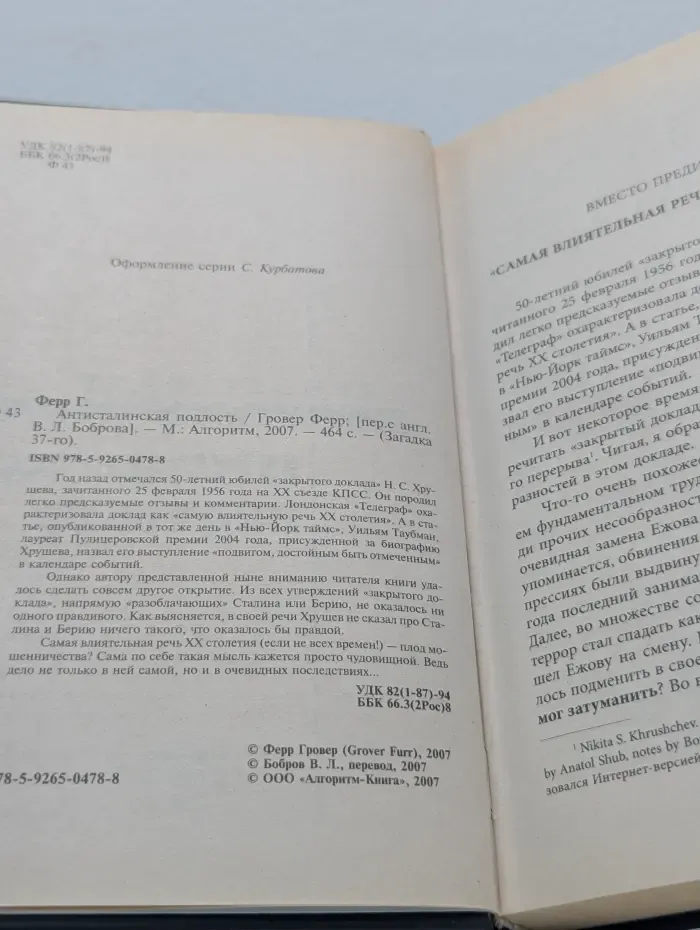 УДК 82(1-87)-94
ББК 66.3(2Рос)8
Ф 43
Оформление серии С. Курбатова
Ферр Г.
43 Антисталинская подлость / Гровер Ферр; [пер.с англ.
В. Л. Боброва]. — М.: Алгоритм, 2007. — 464 с. — (Загадка
37-го).
ISBN 978-5-9265-0478-8
Год назад отмечался 50-летний юбилей «закрытого доклада» Н. С. Хру-
щева, зачитанного 25 февраля 1956 года на XX съезде КПСС. Он породил
легко предсказуемые отзывы и комментарии. Лондонская «Телеграф» оха-
рактеризовала доклад как «самую влиятельную речь XX столетия». А в ста-
тье, опубликованной в тот же день в «Нью-Йорк таймс», Уильям Таубман,
лауреат Пулицеровской премии 2004 года, присужденной за биографию
Хрущева, назвал его выступление «подвигом, достойным быть отмеченным»
в календаре событий.
Однако автору представленной ныне вниманию читателя книги уда-
лось сделать совсем другое открытие. Из всех утверждений «закрытого до-
клада», напрямую «разоблачающих» Сталина или Берию, не оказалось ни
одного правдивого. Как выясняется, в своей речи Хрущев не сказал про Ста-
лина и Берию ничего такого, что оказалось бы правдой.
Самая влиятельная речь XX столетия (если не всех времен!) — плод мо-
шенничества? Сама по себе такая мысль кажется просто чудовищной. Ведь
дело не только в ней самой, но и в очевидных последствиях...
УДК 82(1-87)-94
ББК 66.3(2Рос)8
© Ферр Гровер (Grover Furr), 2007
© Бобров В. Л., перевод, 2007
78-5-9265-0478-8 © ООО «Алгоритм-Книга», 2007
ВМЕСТО ПРЕДИ
«САМАЯ ВЛИЯТЕЛЬНАЯ РЕЧ
50-летний юбилей «закрыто
читанного 25 февраля 1956 год
дил легко предсказуемые отзыв
«Телеграф» охарактеризовала д
речь XX столетия». А в статье,
в «Нью-Йорк таймс», Уильям Т
премии 2004 года, присужден
звал его выступление «подви
ным» в календаре событий.
И вот некоторое время
речитать «закрытый доклад
го перерыва¹. Читая, я обра
разностей в этом докладе.
Что-то очень похоже
ем фундаментальном труд
ди прочих несообразност
очевидная замена Ежова
упоминается, обвинения
прессиях были выдвину
года последний занима
Далее, во множестве со
террор стал спадать как
шел Ежову на смену.
лось подменить в свое
мог затуманить? Во
¹ Nikita S. Khrushchev.
by Anatol Shub, notes by Bo
зовался Интернет-версией